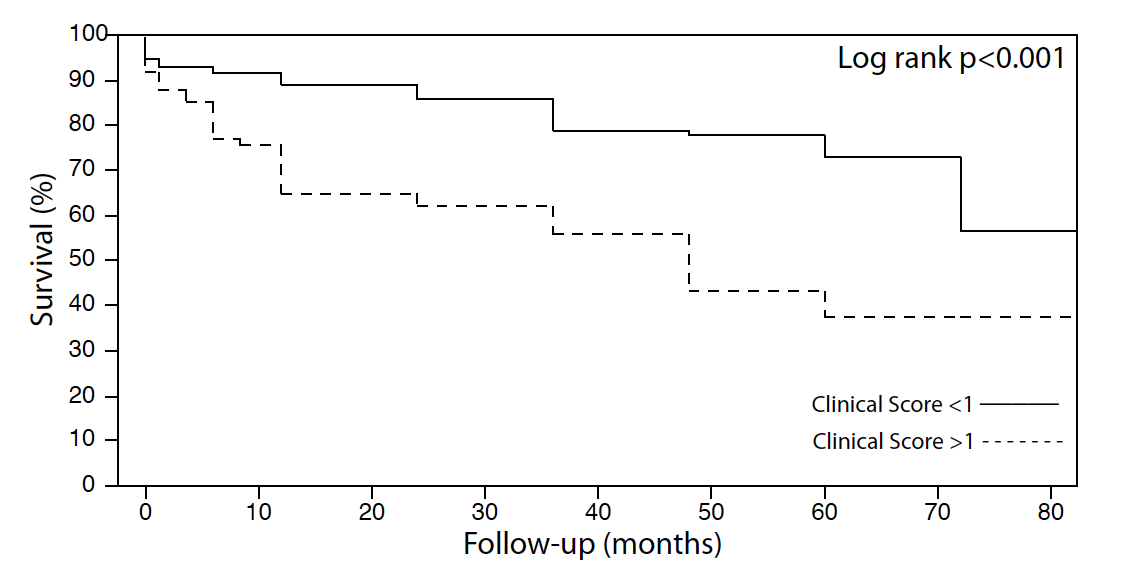 100
90
80
70
60
50
40
30
20
10
0
Survival (%)
Log rank p<0.001
Clinical Score <1
Clinical Score >1
0 10 20 30 40 50 60 70 80
Follow-up (months)